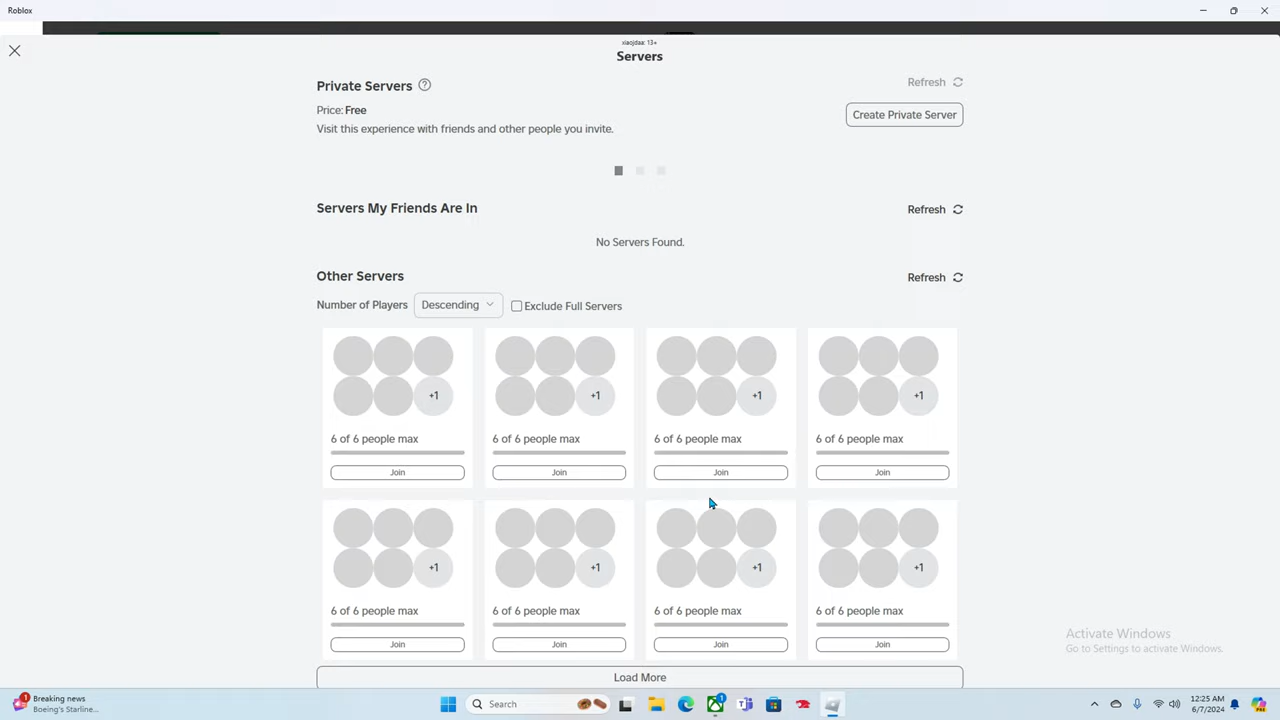 Roblox
xiaojdaa: 13+
Servers
Private Servers
Refresh
Price: Free
Create Private Server
Visit this experience with friends and other people you invite.
Servers My Friends Are In
Refresh
No Servers Found.
Other Servers
Refresh
Number of Players Descending Exclude Full Servers
+1 +1 +1 +1
6 of 6 people max 6 of 6 people max 6 of 6 people max 6 of 6 people max
Join Join Join Join
+1 +1 +1 +1
6 of 6 people max 6 of 6 people max 6 of 6 people max 6 of 6 people max
Join Join Join Join
Activate Windows
Go to Settings to activate Windows.
Load More
1 Breaking news
Boeing's Starline...
Search
1
12:25 AM
6/7/2024